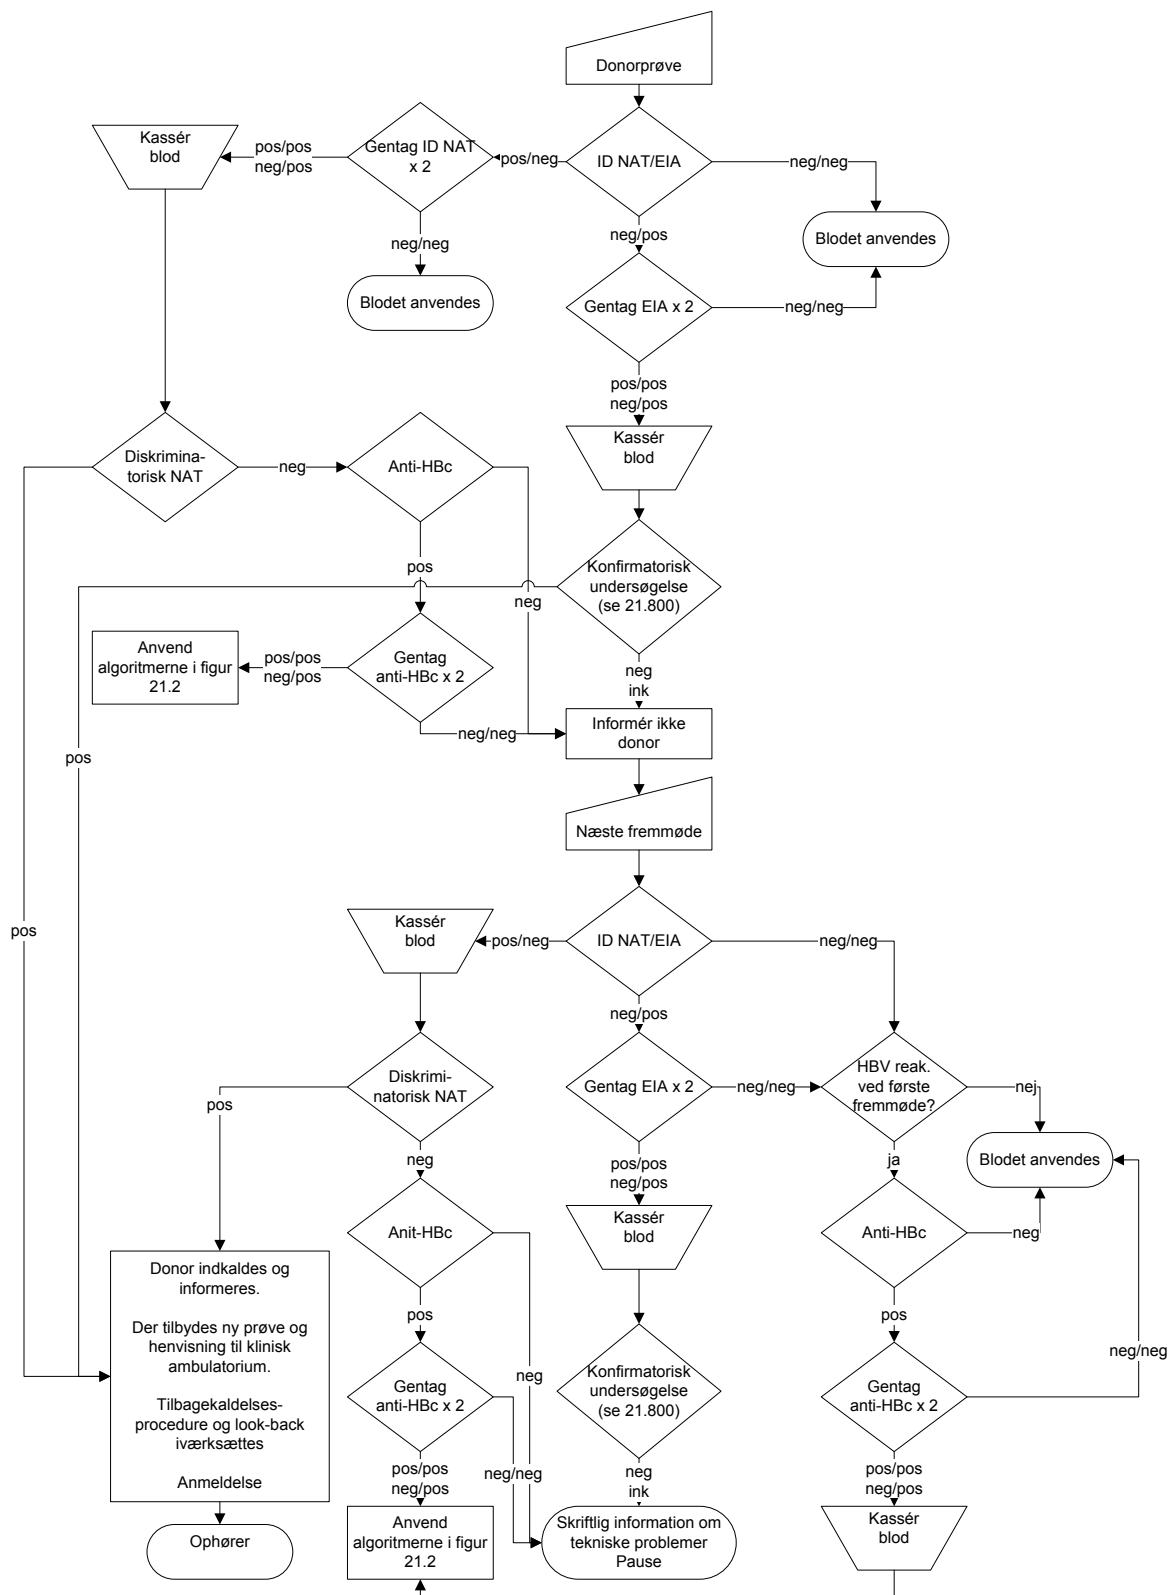 Donorprøve
Kassér
blod
pos/pos
neg/pos
Gentag ID NAT
x 2
pos/neg
ID NAT/EIA
neg/neg
Blodet anvendes
neg/neg
Blodet anvendes
neg/pos
Gentag EIA x 2
neg/neg
pos/pos
neg/pos
Kassér
blod
Diskrimina-
torisk NAT
neg
Anti-HBc
pos
neg
Konfirmatorisk
undersøgelse
(se 21.800)
Anvend
algoritmerne i figur
21.2
pos/pos
neg/pos
Gentag
anti-HBc x 2
neg/neg
neg
ink
Informér ikke
donor
pos
pos
Næste fremmøde
Kassér
blod
pos/neg
ID NAT/EIA
neg/neg
neg/pos
Diskrimi-
natorisk NAT
pos
neg
Gentag EIA x 2
neg/neg
HBV reak.
ved første
fremmøde?
nej
ja
Blodet anvendes
pos/pos
neg/pos
Kassér
blod
Anit-HBc
pos
neg
Anti-HBc
neg
pos
Donor indkaldes og
informeres.
Der tilbydes ny prøve og
henvisning til klinisk
ambulatorium.
Tilbagekaldelses-
procedure og look-back
iværksættes
Anmeldelse
Ophører
Gentag
anti-HBc x 2
neg/neg
pos/pos
neg/pos
Anvend
algoritmerne i figur
21.2
Konfirmatorisk
undersøgelse
(se 21.800)
neg
ink
Skriftlig information om
tekniske problemer
Pause
Gentag
anti-HBc x 2
neg/neg
pos/pos
neg/pos
Kassér
blod